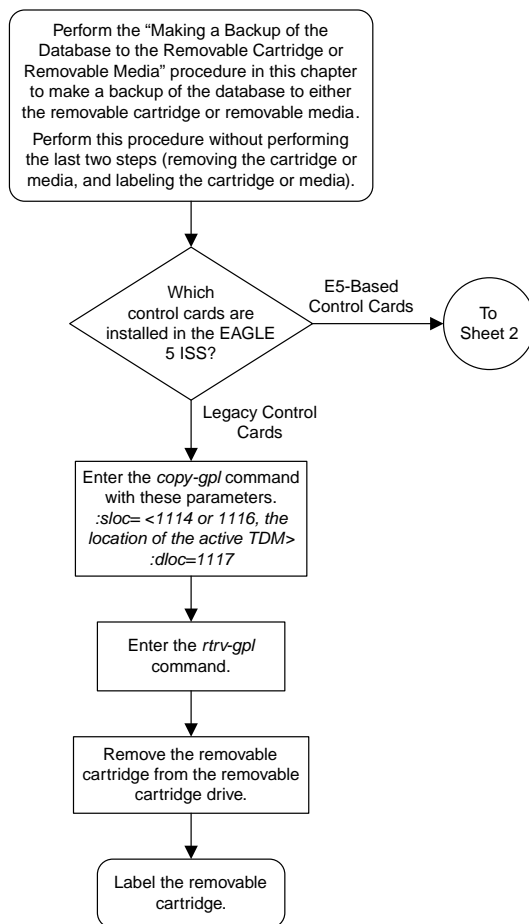 Perform the “Making a Backup of the
Database to the Removable Cartridge or
Removable Media” procedure in this chapter
to make a backup of the database to either
the removable cartridge or removable media.
Perform this procedure without performing
the last two steps (removing the cartridge or
media, and labeling the cartridge or media).
Which
control cards are
installed in the EAGLE
5 ISS?
E5-Based
Control Cards
To
Sheet 2
Legacy Control
Cards
Enter the copy-gpl command
with these parameters.
:sloc= <1114 or 1116, the
location of the active TDM>
:dloc=1117
Enter the rtrv-gpl
command.
Remove the removable
cartridge from the removable
cartridge drive.
Label the removable
cartridge.